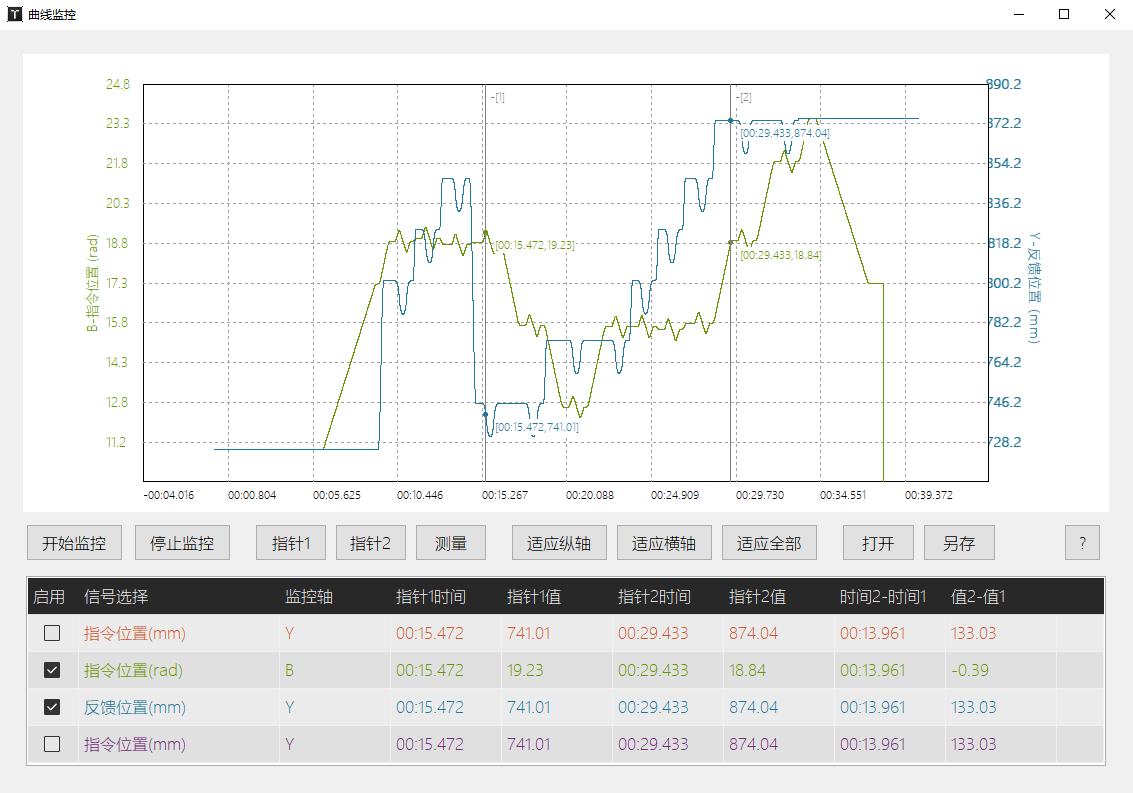 曲线监控
24.8
23.3
21.8
20.3
18.8
17.3
15.8
14.3
12.8
11.2
B-指令位置 (rad)
-[1]
-[2]
[00:29.433,874.04]
[00:15.472,19.23]
[00:29.433,18.84]
[00:15.472,741.01]
890.2
872.2
854.2
836.2
818.2
800.2
782.2
764.2
746.2
728.2
Y-反馈位置 (mm)
-00:04.016 00:00.804 00:05.625 00:10.446 00:15.267 00:20.088 00:24.909 00:29.730 00:34.551 00:39.372
开始监控 停止监控 指针1 指针2 测量 适应纵轴 适应横轴 适应全部 打开 另存 ?
启用 信号选择 监控轴 指针1时间 指针1值 指针2时间 指针2值 时间2-时间1 值2-值1
指令位置(mm) Y 00:15.472 741.01 00:29.433 874.04 00:13.961 133.03
指令位置(rad) B 00:15.472 19.23 00:29.433 18.84 00:13.961 -0.39
反馈位置(mm) Y 00:15.472 741.01 00:29.433 874.04 00:13.961 133.03
指令位置(mm) Y 00:15.472 741.01 00:29.433 874.04 00:13.961 133.03